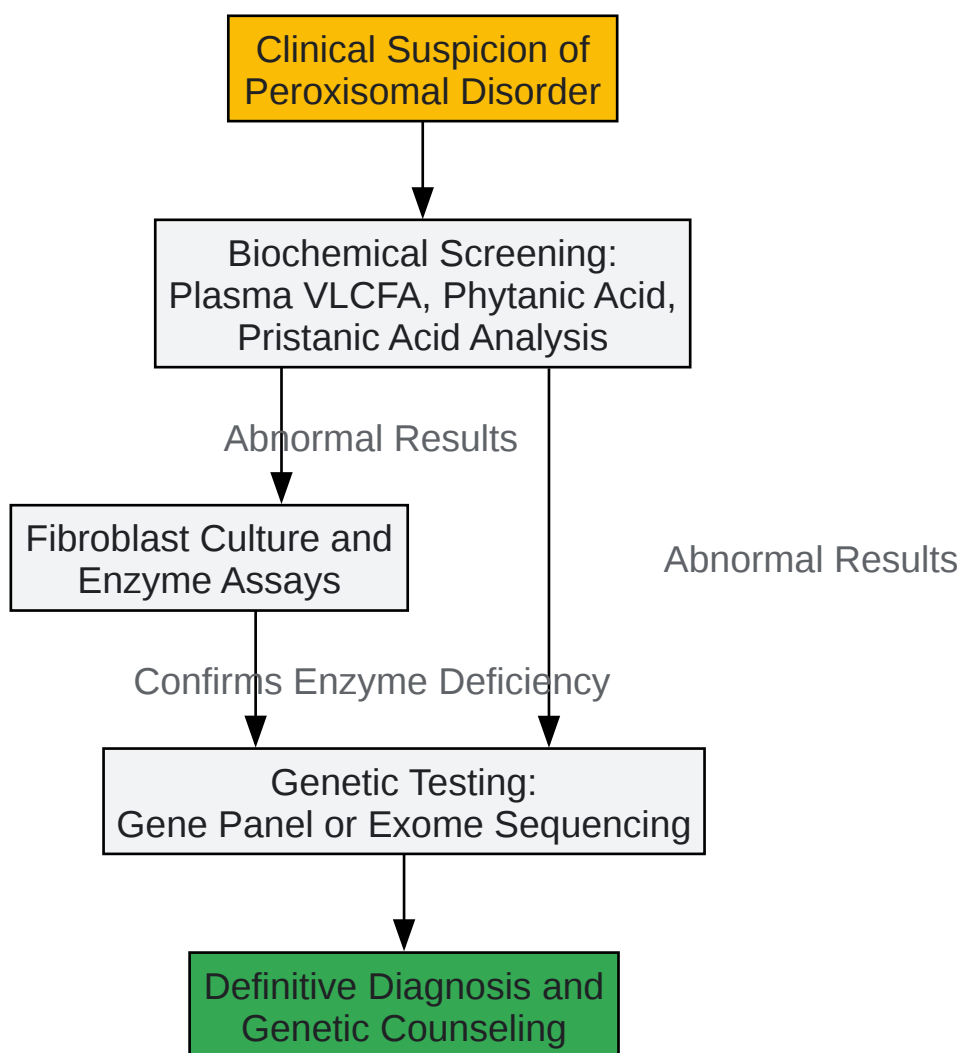 Clinical Suspicion of
Peroxisomal Disorder
Biochemical Screening:
Plasma VLCFA, Phytanic Acid,
Pristanic Acid Analysis
Abnormal Results
Fibroblast Culture and
Enzyme Assays
Abnormal Results
Confirms Enzyme Deficiency
Genetic Testing:
Gene Panel or Exome Sequencing
Definitive Diagnosis and
Genetic Counseling